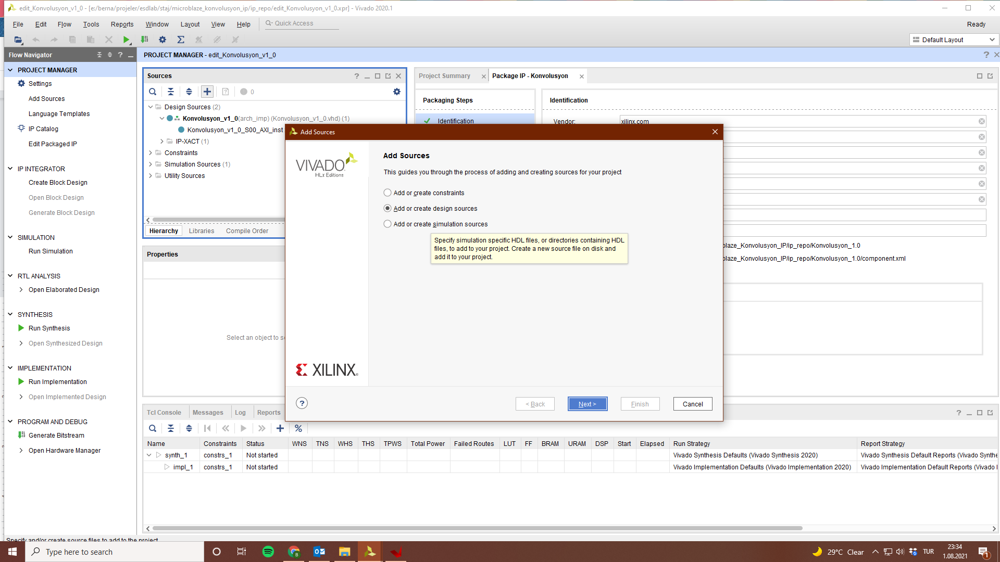 edit_Konvolusyon_v1_0 - [e:/berna/projeler/esdlab/staj/microblaze_konvolusyon_ip/ip_repo/edit_Konvolusyon_v1_0.xpr] - Vivado 2020.1
File Edit Flow Tools Reports Window Layout View Help Quick Access
Ready
Default Layout
Flow Navigator
PROJECT MANAGER
Settings
Add Sources
Language Templates
IP Catalog
Edit Packaged IP
IP INTEGRATOR
Create Block Design
Open Block Design
Generate Block Design
SIMULATION
Run Simulation
RTL ANALYSIS
Open Elaborated Design
SYNTHESIS
Run Synthesis
Open Synthesized Design
IMPLEMENTATION
Run Implementation
Open Implemented Design
PROGRAM AND DEBUG
Generate Bitstream
Open Hardware Manager
PROJECT MANAGER - edit_Konvolusyon_v1_0
Sources
0
Design Sources (2)
Konvolusyon_v1_0(arch_imp) (Konvolusyon_v1_0.vhd) (1)
Konvolusyon_v1_0_S00_AXI_inst
IP-XACT (1)
Constraints
Simulation Sources (1)
Utility Sources
Hierarchy Libraries Compile Order
Properties
Select an object to
Project Summary Package IP - Konvolusyon
Packaging Steps
Identification
Identification
Vendor: xilinx.com
blaze_Konvolusyon_IP/ip_repo/Konvolusyon_1.0
blaze_Konvolusyon_IP/ip_repo/Konvolusyon_1.0/component.xml
Add Sources
VIVADO
HLx Editions
Add Sources
This guides you through the process of adding and creating sources for your project
Add or create constraints
Add or create design sources
Add or create simulation sources
Specify simulation specific HDL files, or directories containing HDL
files, to add to your project. Create a new source file on disk and
add it to your project.
XILINX
? < Back Next > Finish Cancel
Tcl Console Messages Log Reports
Name Constraints Status WNS TNS WHS THS TPWS Total Power Failed Routes LUT FF BRAM URAM DSP Start Elapsed Run Strategy Report Strategy
synth_1 constrs_1 Not started Vivado Synthesis Defaults (Vivado Synthesis 2020) Vivado Synthesis Default Reports (Vivado Synthe
impl_1 constrs_1 Not started Vivado Implementation Defaults (Vivado Implementation 2020) Vivado Implementation Default Reports (Vivado I
Specify and/or create source files to add to the project
Type here to search
29°C Clear
TUR
23:34
1.08.2021
1